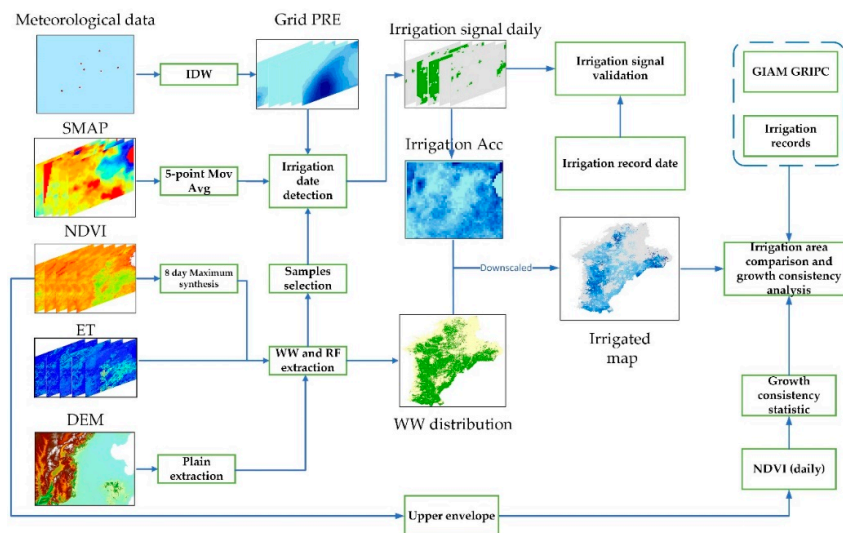 Meteorological data
Grid PRE
Irrigation signal daily
IDW
Irrigation signal
validation
GIAM GRIPC
Irrigation
records
SMAP
5-point Mov
Avg
Irrigation
date
detection
Irrigation Acc
Irrigation record date
NDVI
8 day Maximum
synthesis
Samples
selection
Downscaled
Irrigation area
comparison and
growth consistency
analysis
ET
WW and RF
extraction
Irrigated
map
WW distribution
Growth
consistency
statistic
DEM
Plain
extraction
NDVI (daily)
Upper envelope